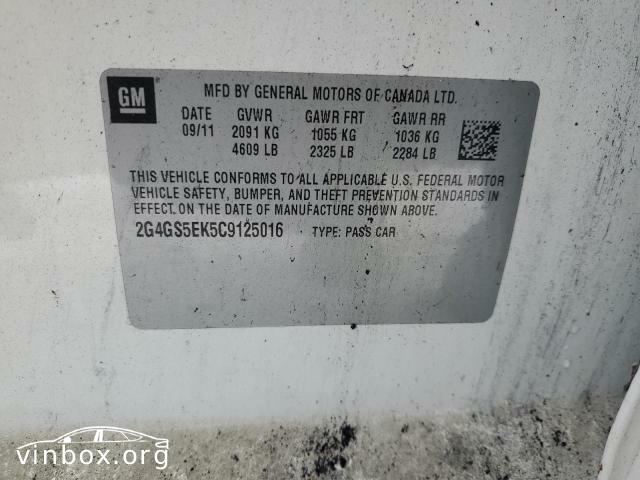 GM
MFD BY GENERAL MOTORS OF CANADA LTD.
DATE GVWR GAWR FRT GAWR RR
09/11 2091 KG 1055 KG 1036 KG
4609 LB 2325 LB 2284 LB
THIS VEHICLE CONFORMS TO ALL APPLICABLE U.S. FEDERAL MOTOR
VEHICLE SAFETY, BUMPER, AND THEFT PREVENTION STANDARDS IN
EFFECT ON THE DATE OF MANUFACTURE SHOWN ABOVE.
2G4GS5EK5C9125016 TYPE: PASS CAR
vinbox.org